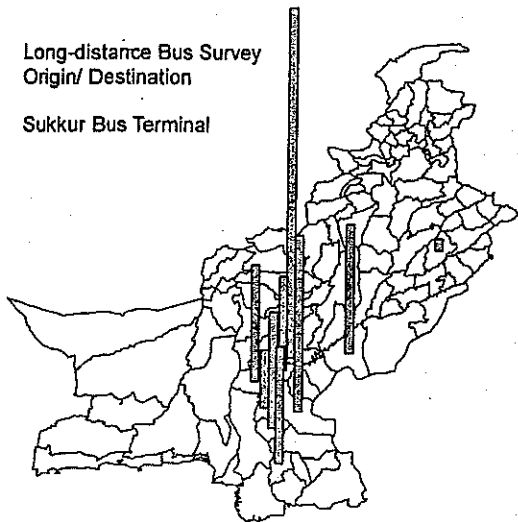 Long-distance Bus Survey
Origin/ Destination
Sukkur Bus Terminal